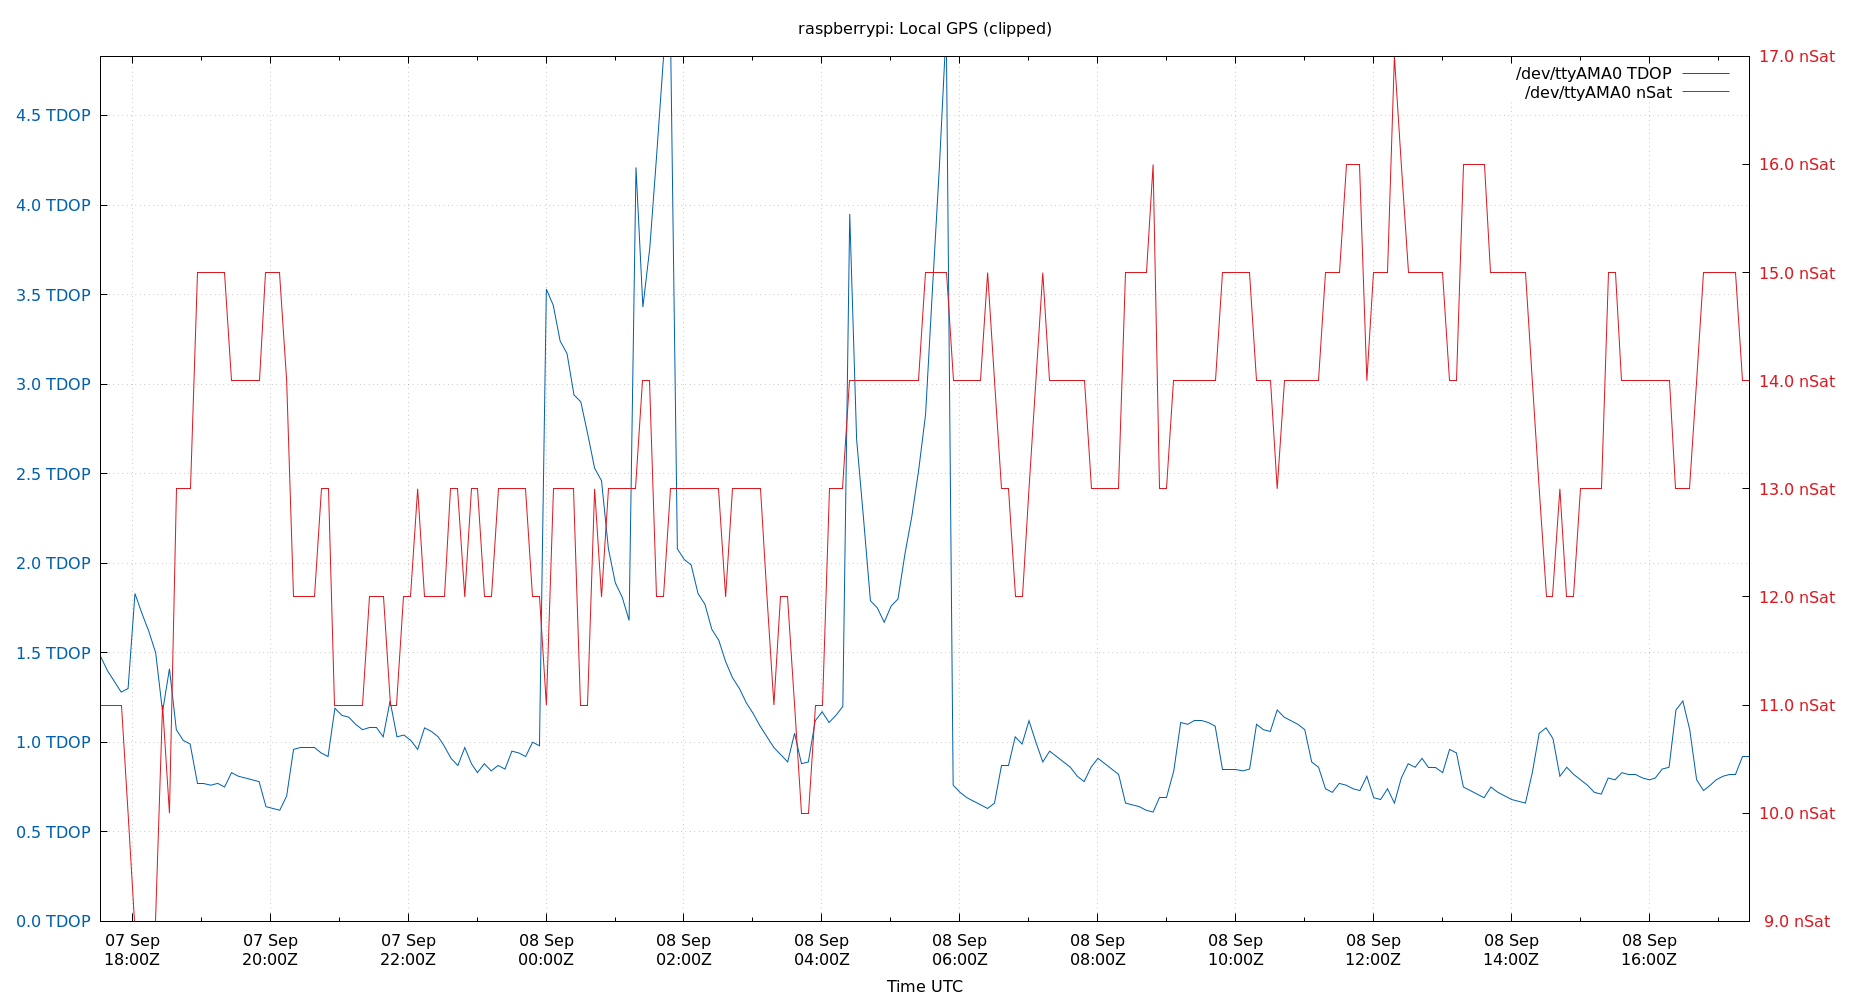 raspberrypi: Local GPS (clipped)
/dev/ttyAMA0 TDOP
/dev/ttyAMA0 nSat
4.5 TDOP
4.0 TDOP
3.5 TDOP
3.0 TDOP
2.5 TDOP
2.0 TDOP
1.5 TDOP
1.0 TDOP
0.5 TDOP
0.0 TDOP
17.0 nSat
16.0 nSat
15.0 nSat
14.0 nSat
13.0 nSat
12.0 nSat
11.0 nSat
10.0 nSat
9.0 nSat
07 Sep
18:00Z
07 Sep
20:00Z
07 Sep
22:00Z
08 Sep
00:00Z
08 Sep
02:00Z
08 Sep
04:00Z
08 Sep
06:00Z
08 Sep
08:00Z
08 Sep
10:00Z
08 Sep
12:00Z
08 Sep
14:00Z
08 Sep
16:00Z
Time UTC